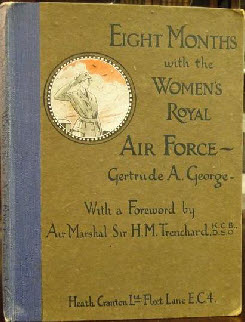 EIGHT MONTHS
with the
WOMEN'S
ROYAL
AIR FORCE~
Gertrude A. George-
With a Foreword by
Air Marshal Sir H.M. Trenchard, K.C.B. D.S.O
Heath Cranton Ltd Fleet Lane E.C.4.